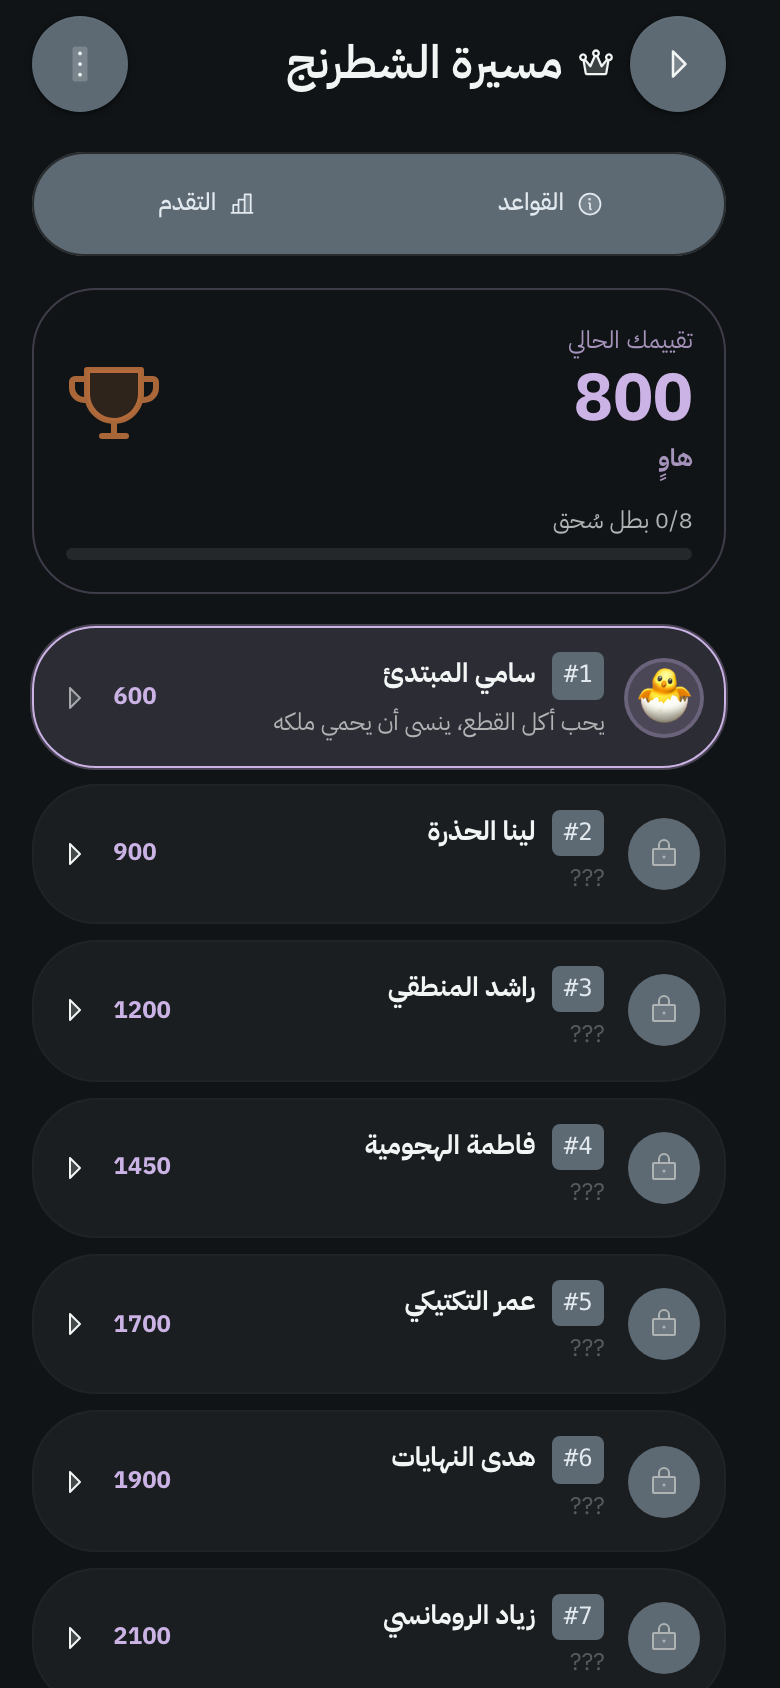 مسيرة الشطرنج
القواعد
التقدم
تقييمك الحالي
800
هاوٍ
0/8 بطل سُحق
#1 سامي المبتدئ
يحب أكل القطع، ينسى أن يحمي ملكه
600
#2 لينا الحذرة
???
900
#3 راشد المنطقي
???
1200
#4 فاطمة الهجومية
???
1450
#5 عمر التكتيكي
???
1700
#6 هدى النهايات
???
1900
#7 زياد الرومانسي
???
2100